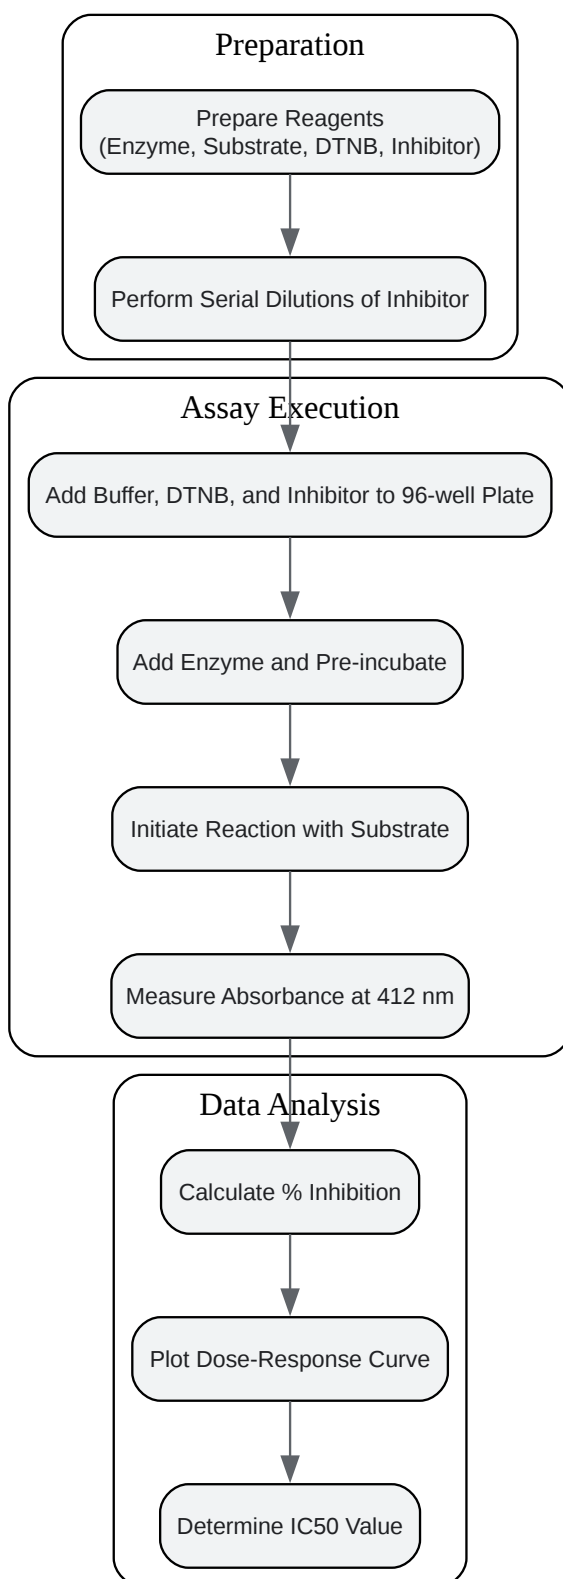 Preparation
Prepare Reagents
(Enzyme, Substrate, DTNB, Inhibitor)
Perform Serial Dilutions of Inhibitor
Assay Execution
Add Buffer, DTNB, and Inhibitor to 96-well Plate
Add Enzyme and Pre-incubate
Initiate Reaction with Substrate
Measure Absorbance at 412 nm
Data Analysis
Calculate % Inhibition
Plot Dose-Response Curve
Determine IC50 Value